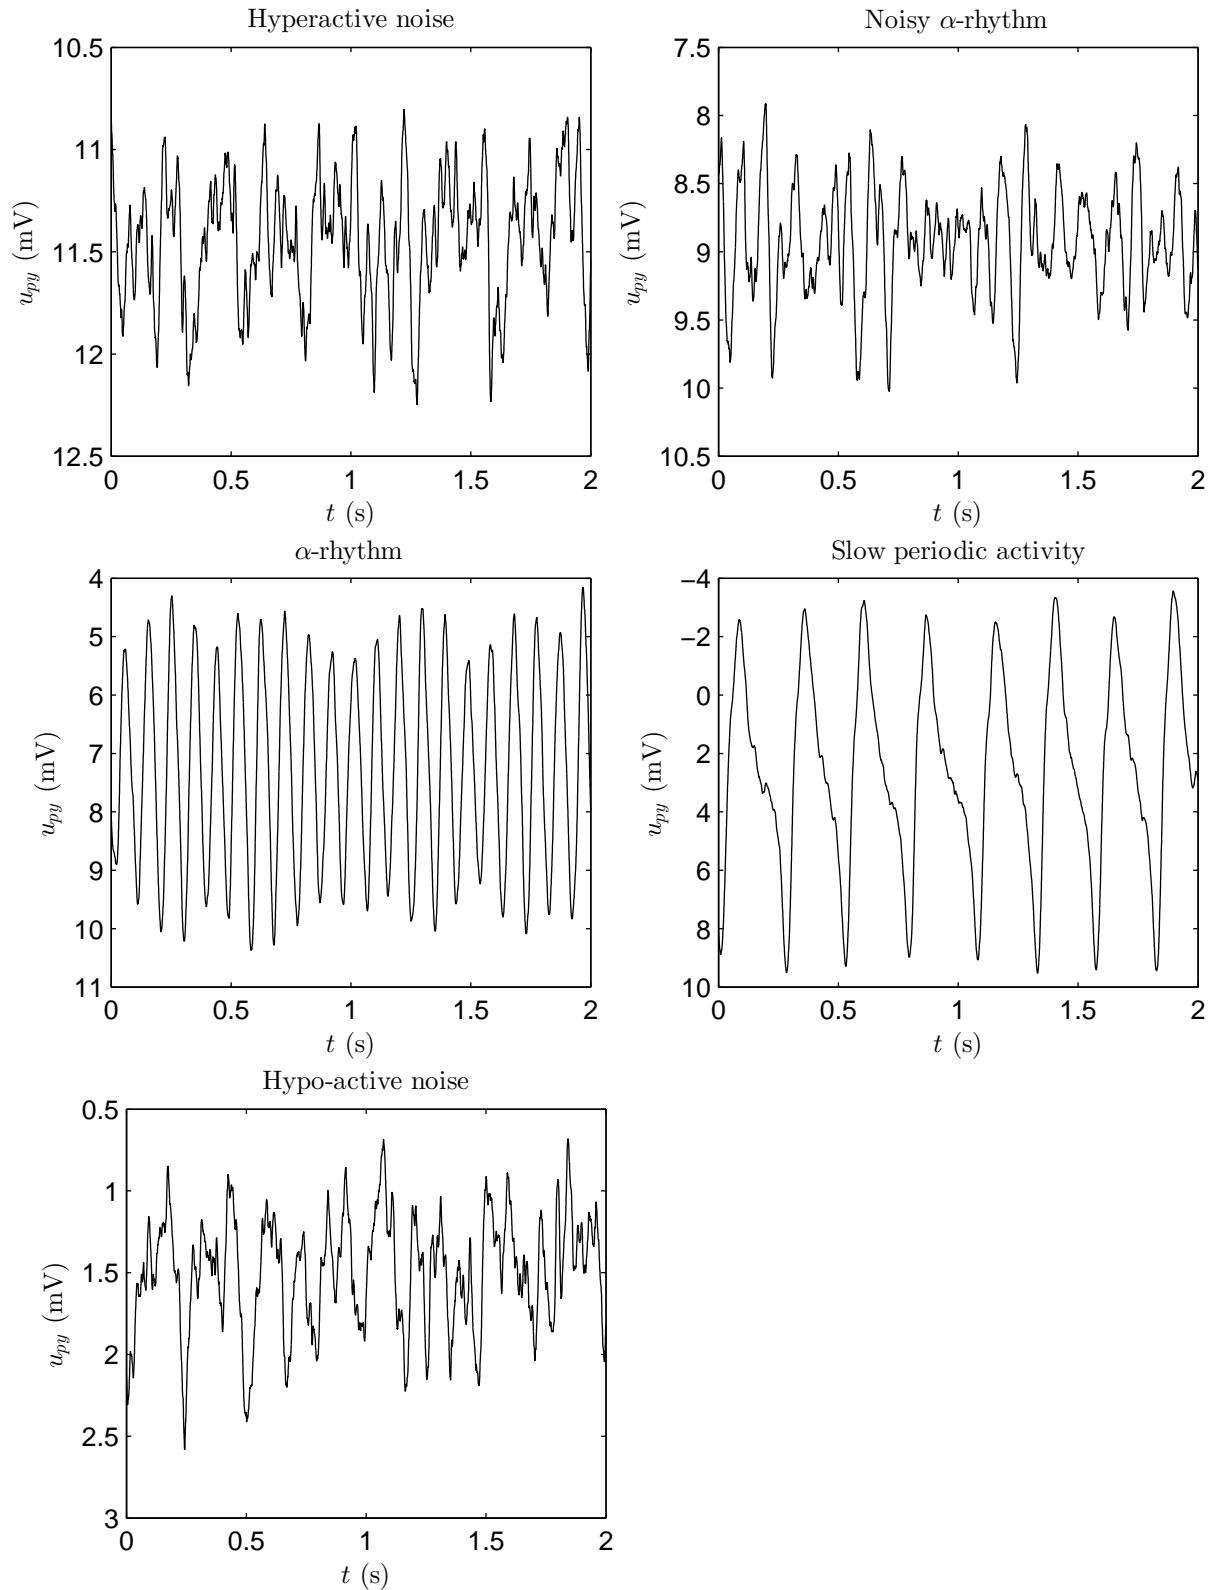 Hyperactive noise
10.5
11
11.5
12
12.5
u_py (mV)
0 0.5 1 1.5 2
t (s)
Noisy α-rhythm
7.5
8
8.5
9
9.5
10
10.5
u_py (mV)
0 0.5 1 1.5 2
t (s)
α-rhythm
4
5
6
7
8
9
10
11
u_py (mV)
0 0.5 1 1.5 2
t (s)
Slow periodic activity
−4
−2
0
2
4
6
8
10
u_py (mV)
0 0.5 1 1.5 2
t (s)
Hypo-active noise
0.5
1
1.5
2
2.5
3
u_py (mV)
0 0.5 1 1.5 2
t (s)